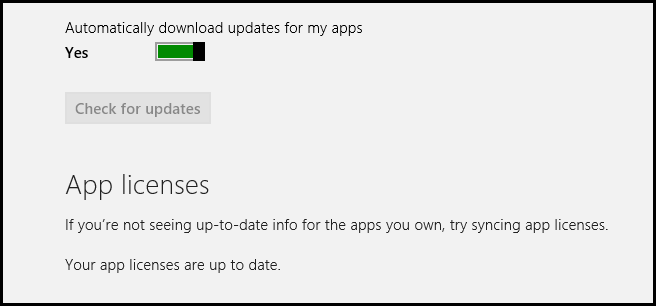 Automatically download updates for my apps
Yes
Check for updates
App licenses
If you’re not seeing up-to-date info for the apps you own, try syncing app licenses.
Your app licenses are up to date.